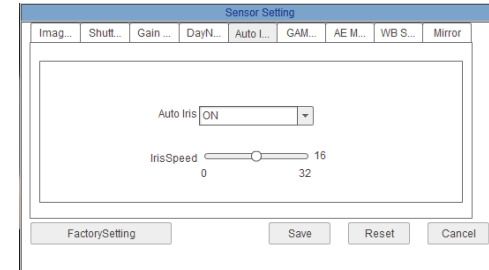 Sensor Setting
Imag... Shutt... Gain ... DayN... Auto I... GAM... AE M... WB S... Mirror
Auto Iris ON
IrisSpeed 16
0 32
FactorySetting Save Reset Cancel